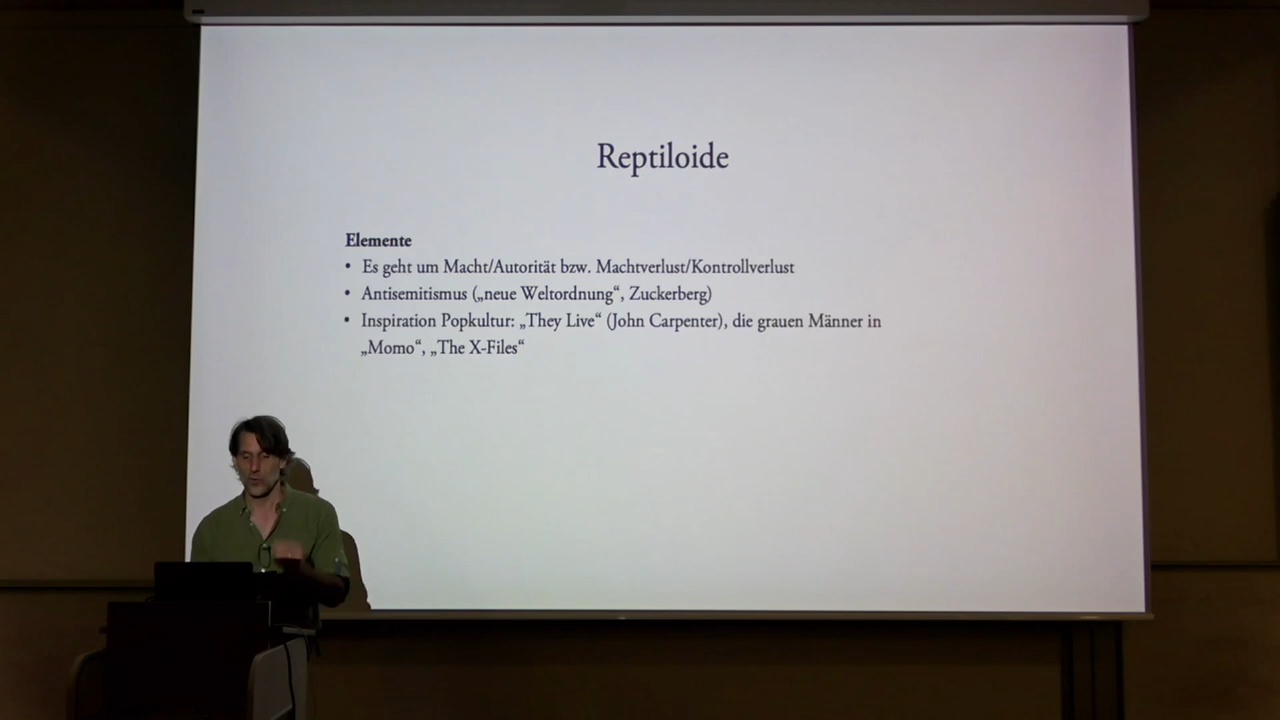 Reptiloide
Elemente
• Es geht um Macht/Autorität bzw. Machtverlust/Kontrollverlust
• Antisemitismus („neue Weltordnung“, Zuckerberg)
• Inspiration Popkultur: „They Live“ (John Carpenter), die grauen Männer in
„Momo“, „The X-Files“